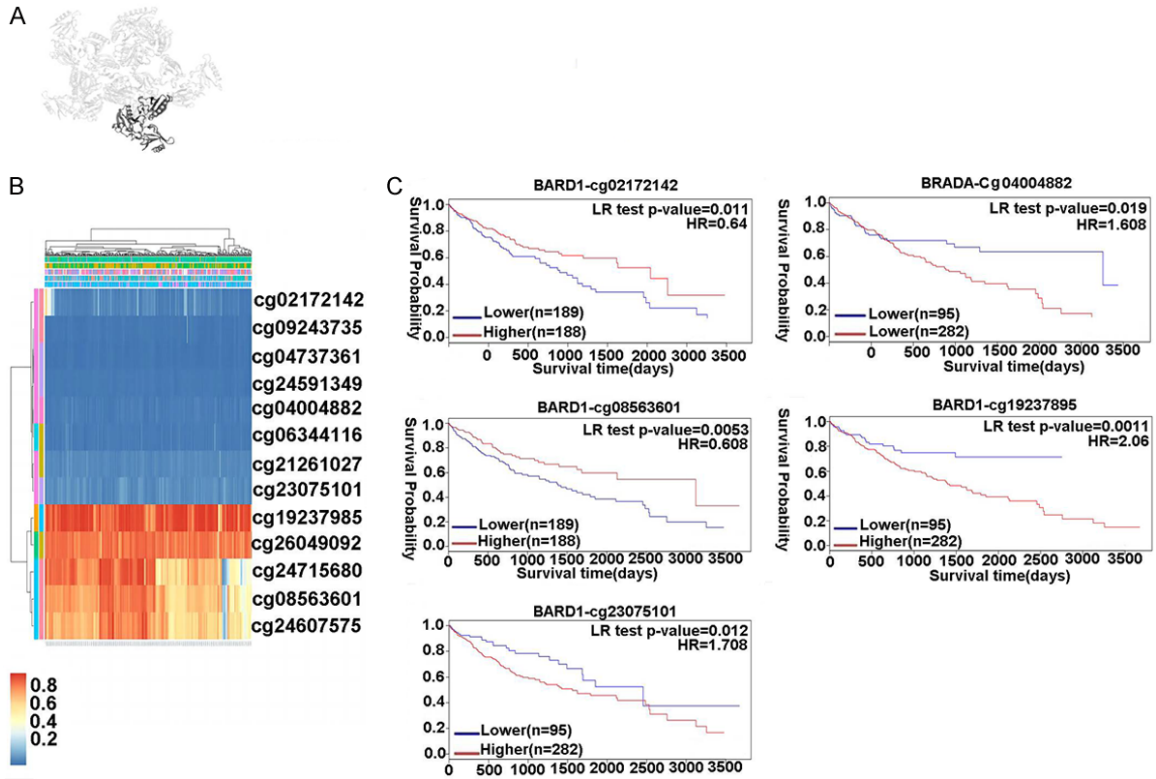 A
B
cg02172142
cg09243735
cg04737361
cg24591349
cg04004882
cg06344116
cg21261027
cg23075101
cg19237985
cg26049092
cg24715680
cg08563601
cg24607575
0.8
0.6
0.4
0.2
C
BARD1-cg02172142
Survival Probability
1.0
0.8
0.6
0.4
0.2
0.0
LR test p-value=0.011
HR=0.64
Lower(n=189)
Higher(n=188)
0 500 1000 1500 2000 2500 3000 3500
Survival time(days)
BRADA-Cg04004882
Survival Probability
1.0
0.8
0.6
0.4
0.2
0.0
LR test p-value=0.019
HR=1.608
Lower(n=95)
Lower(n=282)
0 500 1000 1500 2000 2500 3000 3500
Survival time(days)
BARD1-cg08563601
Survival Probability
1.0
0.8
0.6
0.4
0.2
0.0
LR test p-value=0.0053
HR=0.608
Lower(n=189)
Higher(n=188)
0 500 1000 1500 2000 2500 3000 3500
Survival time(days)
BARD1-cg19237895
Survival Probability
1.0
0.8
0.6
0.4
0.2
0.0
LR test p-value=0.0011
HR=2.06
Lower(n=95)
Higher(n=282)
0 500 1000 1500 2000 2500 3000 3500
Survival time(days)
BARD1-cg23075101
Survival Probability
1.0
0.8
0.6
0.4
0.2
0.0
LR test p-value=0.012
HR=1.708
Lower(n=95)
Higher(n=282)
0 500 1000 1500 2000 2500 3000 3500